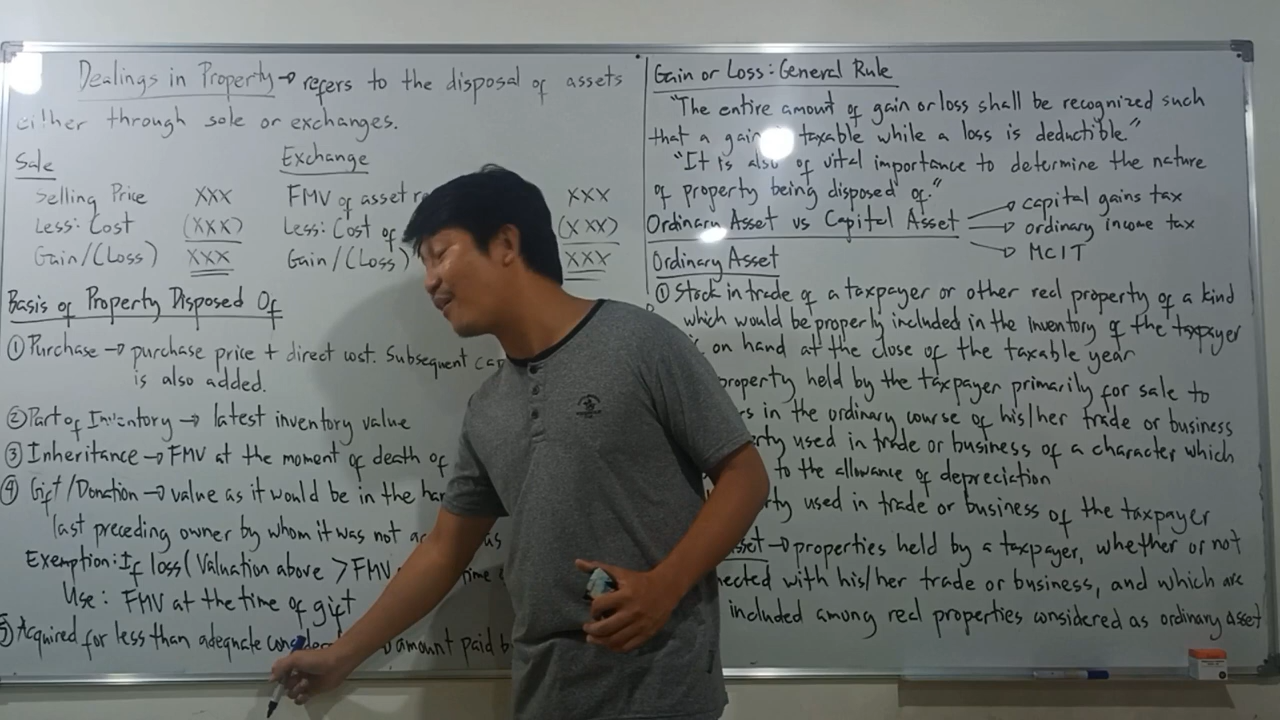 Dealings in Property → refers to the disposal of assets
either through sale or exchanges.
Sale
Selling Price XXX
Less: Cost (XXX)
Gain/(Loss) XXX
Exchange
FMV of asset XXX
Less: Cost of (XXX)
Gain/(Loss) XXX
Basis of Property Disposed Of
① Purchase → purchase price + direct cost. Subsequent
is also added.
② Part of Inventory → latest inventory value
③ Inheritance → FMV at the moment of death of
④ Gift/Donation → value as it would be in the
last preceding owner by whom it was not
Exemption: If loss (Valuation above > FMV
Use: FMV at the time of gift
⑤ Acquired for less than adequate amount paid
Gain or Loss: General Rule
"The entire amount of gain or loss shall be recognized such
that a gain taxable while a loss is deductible"
"It is also of vital importance to determine the nature
of property being disposed of."
Ordinary Asset vs Capital Asset → capital gains tax
→ ordinary income tax
→ MCIT
Ordinary Asset
① Stock in trade of a taxpayer or other real property of a kind
which would be properly included in the inventory of the taxpayer
on hand at the close of the taxable year
property held by the taxpayer primarily for sale to
in the ordinary course of his/her trade or business
used in trade or business of a character which
to the allowance of depreciation
used in trade or business of the taxpayer
→ properties held by a taxpayer, whether or not
with his/her trade or business, and which are
included among real properties considered as ordinary asset